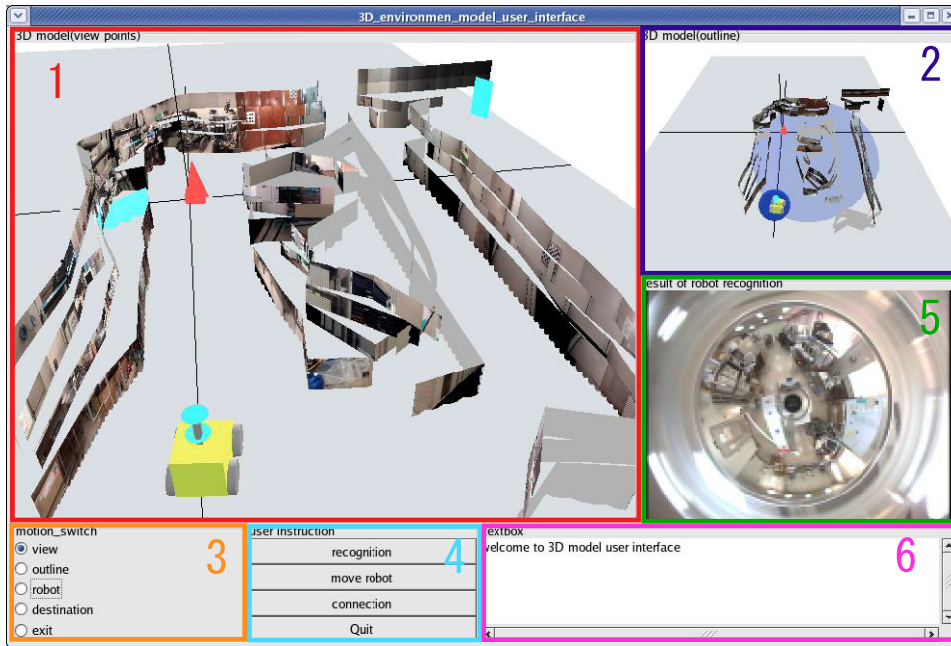 3D_environmen_model_user_interface
3D model(view points)
1
3D model(outline)
2
esult of robot recognition
5
motion_switch
3
view
outline
robot
destination
exit
user instruction
4
recognition
move robot
connection
Quit
extbox
6
welcome to 3D model user interface